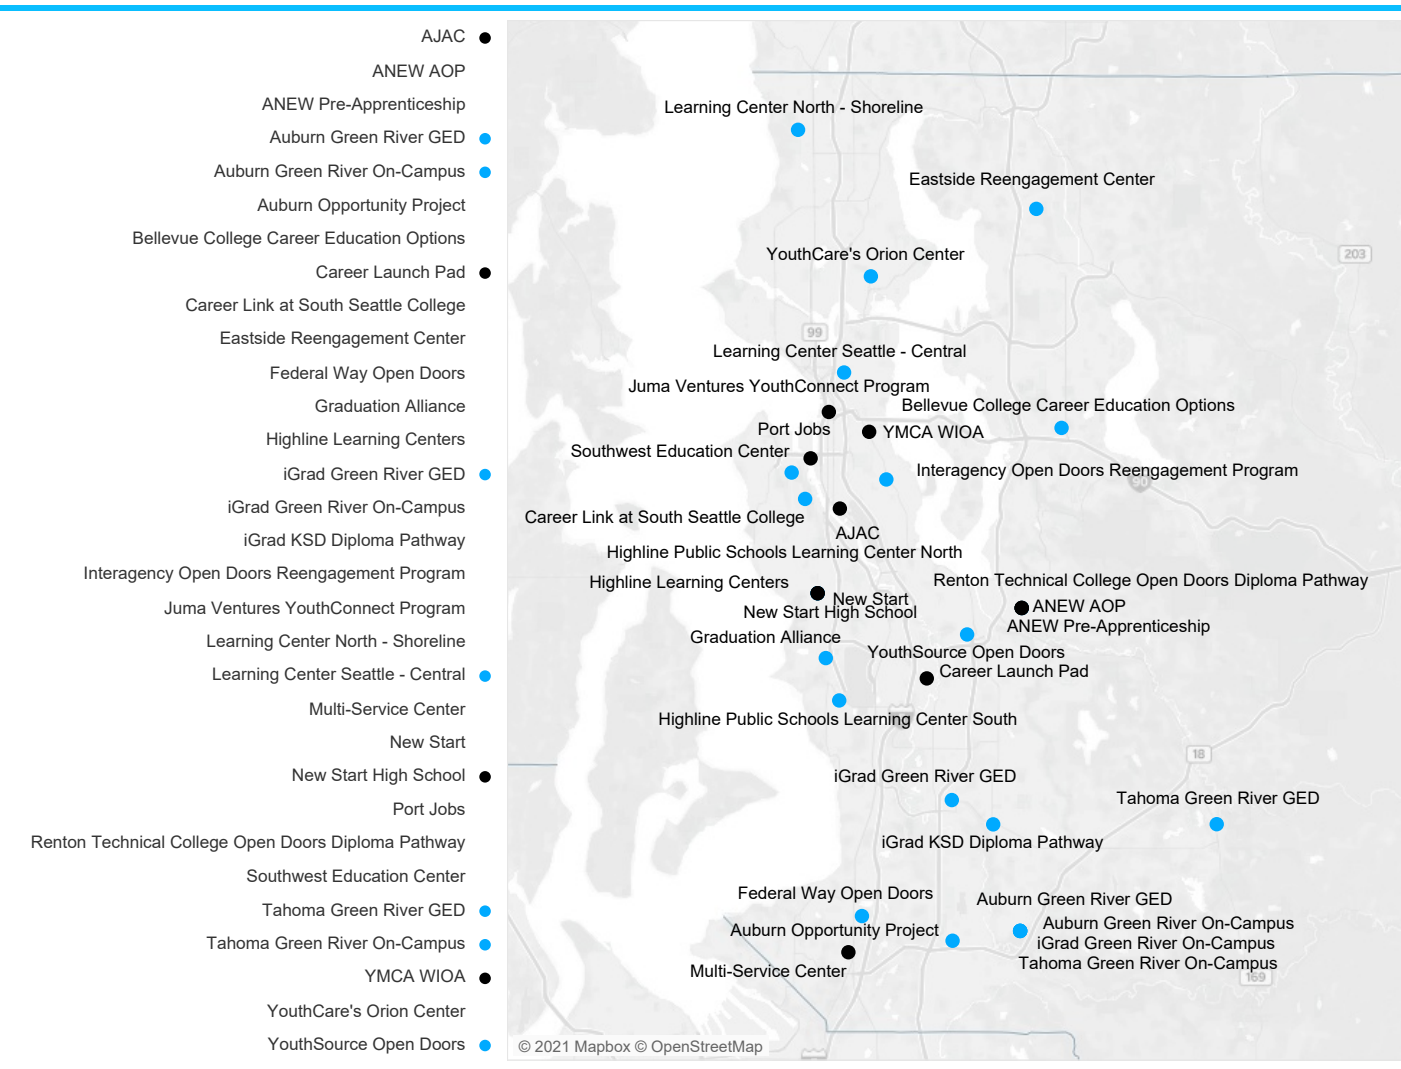 AJAC
ANEW AOP
ANEW Pre-Apprenticeship
Auburn Green River GED
Auburn Green River On-Campus
Auburn Opportunity Project
Bellevue College Career Education Options
Career Launch Pad
Career Link at South Seattle College
Eastside Reengagement Center
Federal Way Open Doors
Graduation Alliance
Highline Learning Centers
iGrad Green River GED
iGrad Green River On-Campus
iGrad KSD Diploma Pathway
Interagency Open Doors Reengagement Program
Juma Ventures YouthConnect Program
Learning Center North - Shoreline
Learning Center Seattle - Central
Multi-Service Center
New Start
New Start High School
Port Jobs
Renton Technical College Open Doors Diploma Pathway
Southwest Education Center
Tahoma Green River GED
Tahoma Green River On-Campus
YMCA WIOA
YouthCare's Orion Center
YouthSource Open Doors
Learning Center North - Shoreline
Eastside Reengagement Center
YouthCare's Orion Center
203
99
Learning Center Seattle - Central
Juma Ventures YouthConnect Program
Bellevue College Career Education Options
Port Jobs
YMCA WIOA
Southwest Education Center
Interagency Open Doors Reengagement Program
90
Career Link at South Seattle College
AJAC
Highline Public Schools Learning Center North
Highline Learning Centers
Renton Technical College Open Doors Diploma Pathway
New Start
ANEW AOP
New Start High School
ANEW Pre-Apprenticeship
Graduation Alliance
YouthSource Open Doors
Career Launch Pad
Highline Public Schools Learning Center South
18
iGrad Green River GED
Tahoma Green River GED
iGrad KSD Diploma Pathway
Federal Way Open Doors
Auburn Green River GED
Auburn Green River On-Campus
Auburn Opportunity Project
iGrad Green River On-Campus
Tahoma Green River On-Campus
Multi-Service Center
169
© 2021 Mapbox © OpenStreetMap